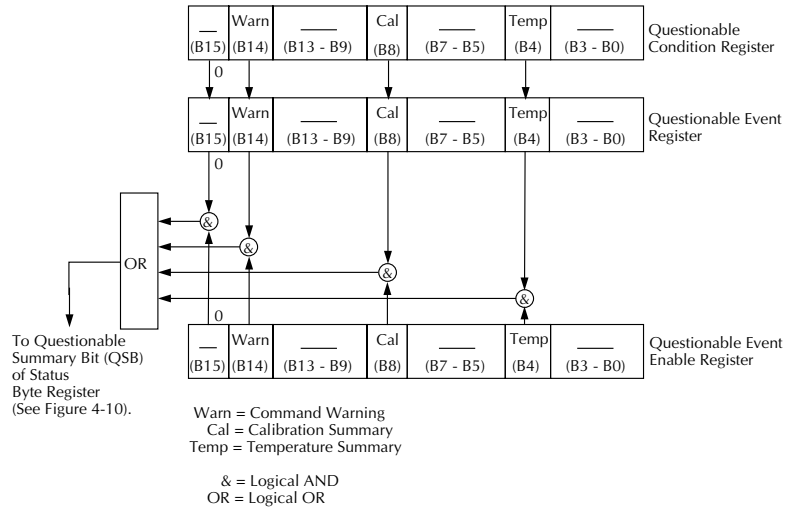 Warn Cal Temp
(B15) (B14) (B13 - B9) (B8) (B7 - B5) (B4) (B3 - B0)
Questionable
Condition Register
0
Warn Cal Temp
(B15) (B14) (B13 - B9) (B8) (B7 - B5) (B4) (B3 - B0)
Questionable Event
Register
0
&
&
&
&
OR
0
To Questionable
Summary Bit (QSB)
of Status
Byte Register
(See Figure 4-10).
Warn Cal Temp
(B15) (B14) (B13 - B9) (B8) (B7 - B5) (B4) (B3 - B0)
Questionable Event
Enable Register
Warn = Command Warning
Cal = Calibration Summary
Temp = Temperature Summary
& = Logical AND
OR = Logical OR